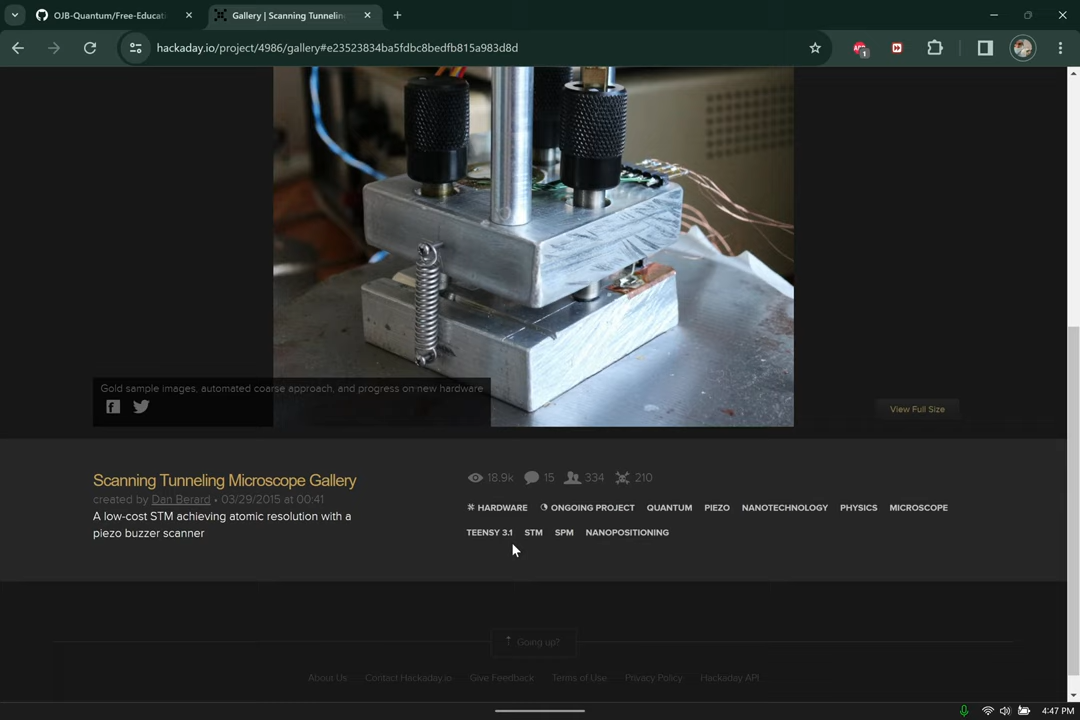 OJB-Quantum/Free-Educati
Gallery | Scanning Tunnelin
hackaday.io/project/4986/gallery#e23523834ba5fdbc8bedfb815a983d8d
1
Gold sample images, automated coarse approach, and progress on new hardware
View Full Size
Scanning Tunneling Microscope Gallery
created by Dan Berard • 03/29/2015 at 00:41
A low-cost STM achieving atomic resolution with a
piezo buzzer scanner
18.9k 15 334 210
HARDWARE ONGOING PROJECT QUANTUM PIEZO NANOTECHNOLOGY PHYSICS MICROSCOPE
TEENSY 3.1 STM SPM NANOPOSITIONING
Going up?
About Us Contact Hackaday.io Give Feedback Terms of Use Privacy Policy Hackaday API
4:47 PM